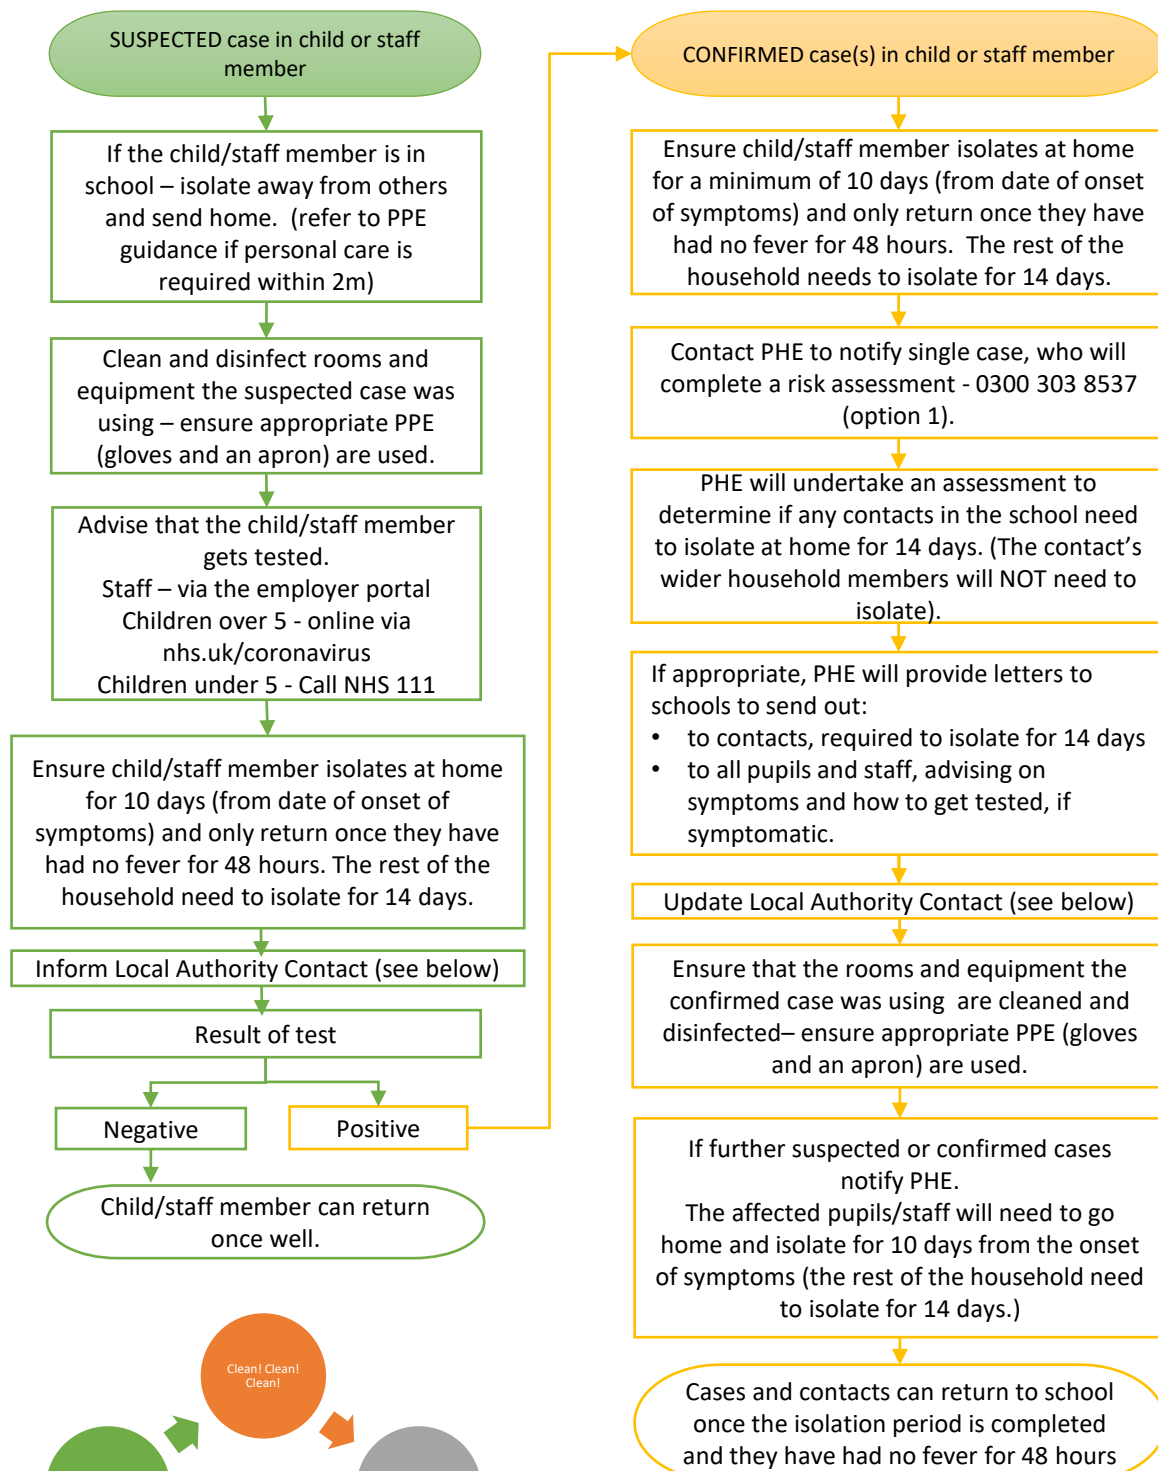 SUSPECTED case in child or staff
member
If the child/staff member is in
school – isolate away from others
and send home.  (refer to PPE
guidance if personal care is
required within 2m)
Clean and disinfect rooms and
equipment the suspected case was
using – ensure appropriate PPE
(gloves and an apron) are used.
Advise that the child/staff member
gets tested.
Staff – via the employer portal
Children over 5 - online via
nhs.uk/coronavirus
Children under 5 - Call NHS 111
Ensure child/staff member isolates at home
for 10 days (from date of onset of
symptoms) and only return once they have
had no fever for 48 hours. The rest of the
household need to isolate for 14 days.
Inform Local Authority Contact (see below)
Result of test
Negative
Positive
Child/staff member can return
once well.
Clean! Clean!
Clean!
CONFIRMED case(s) in child or staff member
Ensure child/staff member isolates at home
for a minimum of 10 days (from date of onset
of symptoms) and only return once they have
had no fever for 48 hours.  The rest of the
household needs to isolate for 14 days.
Contact PHE to notify single case, who will
complete a risk assessment - 0300 303 8537
(option 1).
PHE will undertake an assessment to
determine if any contacts in the school need
to isolate at home for 14 days. (The contact's
wider household members will NOT need to
isolate).
If appropriate, PHE will provide letters to
schools to send out:
• to contacts, required to isolate for 14 days
• to all pupils and staff, advising on
symptoms and how to get tested, if
symptomatic.
Update Local Authority Contact (see below)
Ensure that the rooms and equipment the
confirmed case was using  are cleaned and
disinfected– ensure appropriate PPE (gloves
and an apron) are used.
If further suspected or confirmed cases
notify PHE.
The affected pupils/staff will need to go
home and isolate for 10 days from the onset
of symptoms (the rest of the household need
to isolate for 14 days.)
Cases and contacts can return to school
once the isolation period is completed
and they have had no fever for 48 hours